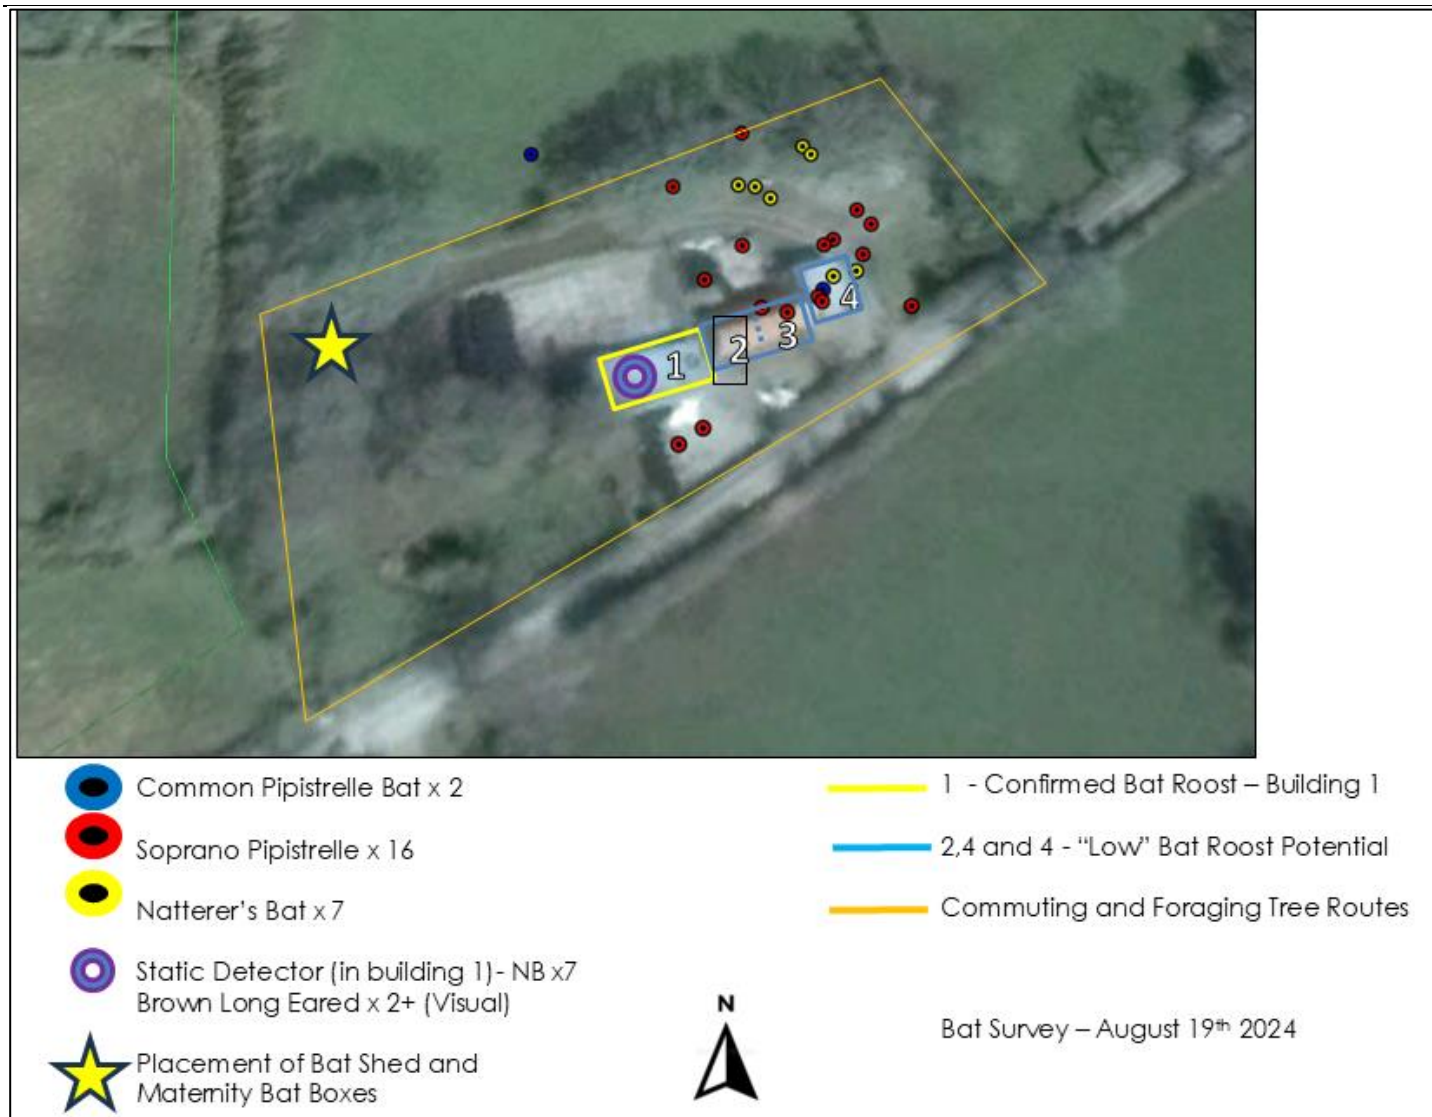 1
2
3
4
Common Pipistrelle Bat x 2
Soprano Pipistrelle x 16
Natterer's Bat x 7
Static Detector (in building 1)- NB x7
Brown Long Eared x 2+ (Visual)
Placement of Bat Shed and
Maternity Bat Boxes
N
1 - Confirmed Bat Roost – Building 1
2,4 and 4 - “Low” Bat Roost Potential
Commuting and Foraging Tree Routes
Bat Survey – August 19th 2024